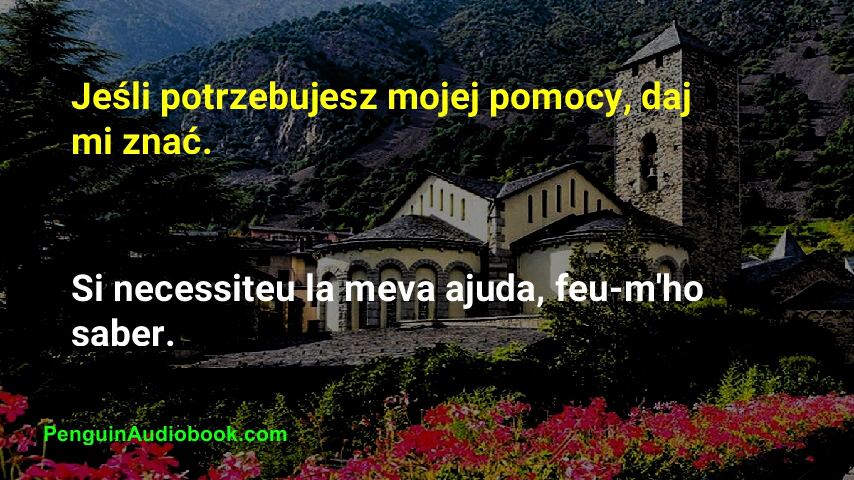 Jeśli potrzebujesz mojej pomocy, daj
mi znać.
Si necessiteu la meva ajuda, feu-m'ho
saber.
PenguinAudiobook.com